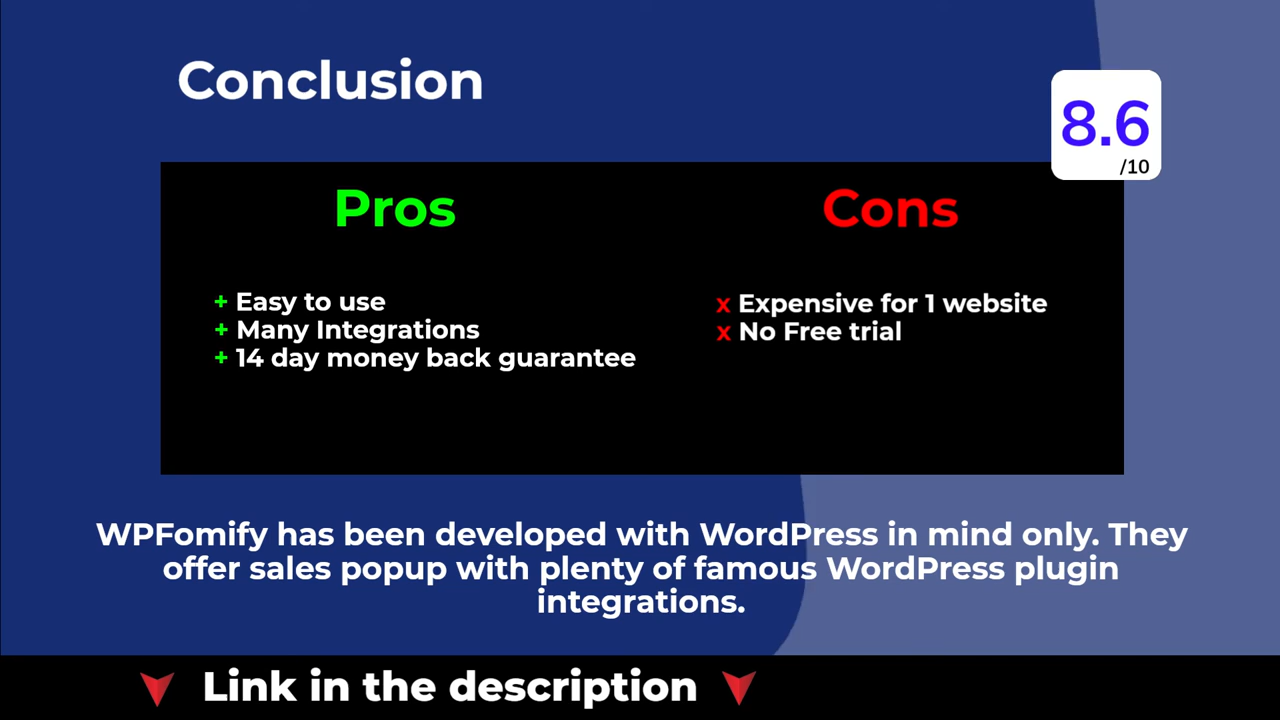 Conclusion
8.6
/10
Pros
Cons
+ Easy to use
+ Many Integrations
+ 14 day money back guarantee
x Expensive for 1 website
x No Free trial
WPFomify has been developed with WordPress in mind only. They
offer sales popup with plenty of famous WordPress plugin
integrations.
Link in the description